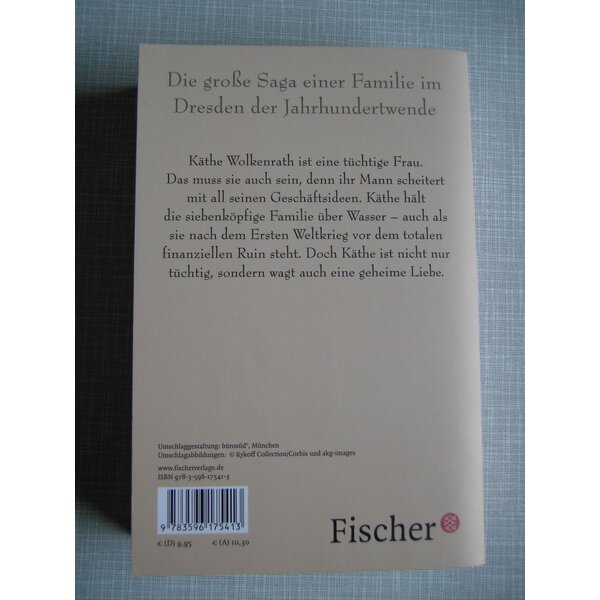 Die große Saga einer Familie im
Dresden der Jahrhundertwende
Käthe Wolkenrath ist eine tüchtige Frau.
Das muss sie auch sein, denn ihr Mann scheitert
mit all seinen Geschäftsideen. Käthe hält
die siebenköpfige Familie über Wasser – auch als
sie nach dem Ersten Weltkrieg vor dem totalen
finanziellen Ruin steht. Doch Käthe ist nicht nur
tüchtig, sondern wagt auch eine geheime Liebe.
Umschlaggestaltung: bürosüd°, München
Umschlagabbildungen: © Rykoff Collection/Corbis und akg-images
www.fischerverlage.de
ISBN 978-3-596-17541-3
9 783596 175413
€ (D) 9,95 € (A) 10,30
Fischer